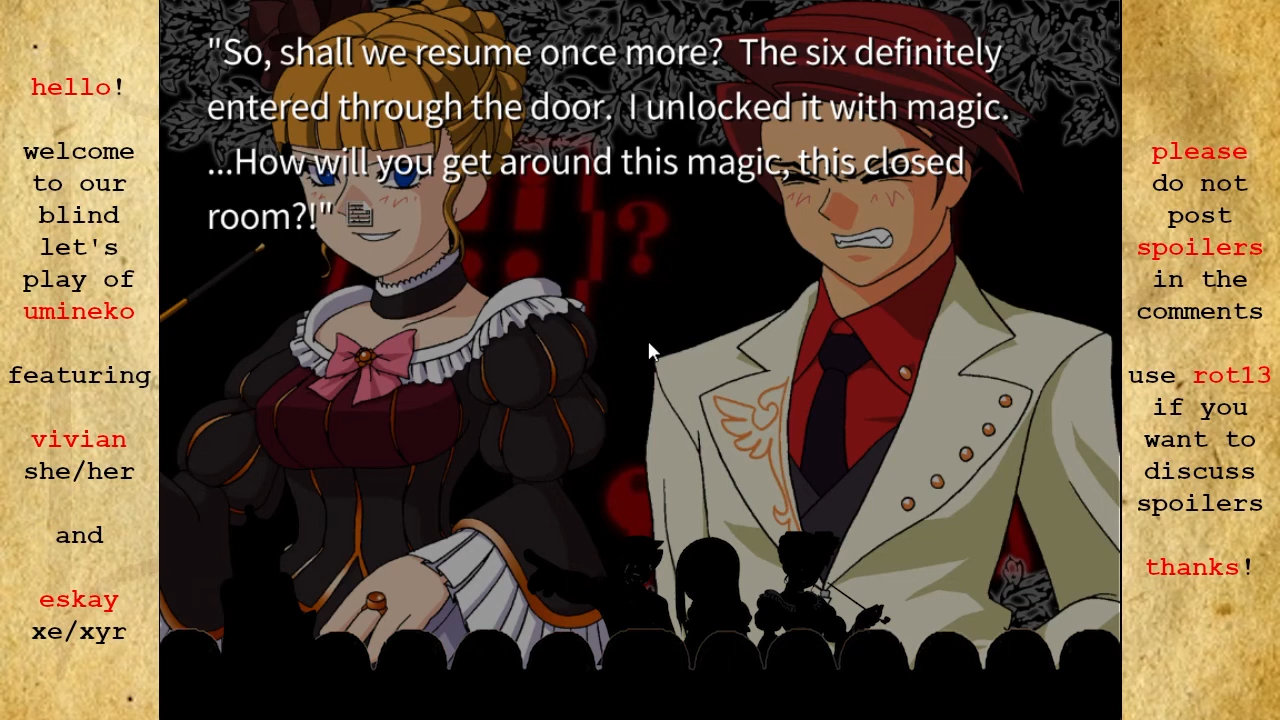 hello!
welcome
to our
blind
let's
play of
umineko
featuring
vivian
she/her
and
eskay
xe/xyr
"So, shall we resume once more?  The six definitely
entered through the door.  I unlocked it with magic.
...How will you get around this magic, this closed
room?!"
please
do not
post
spoilers
in the
comments
use rot13
if you
want to
discuss
spoilers
thanks!